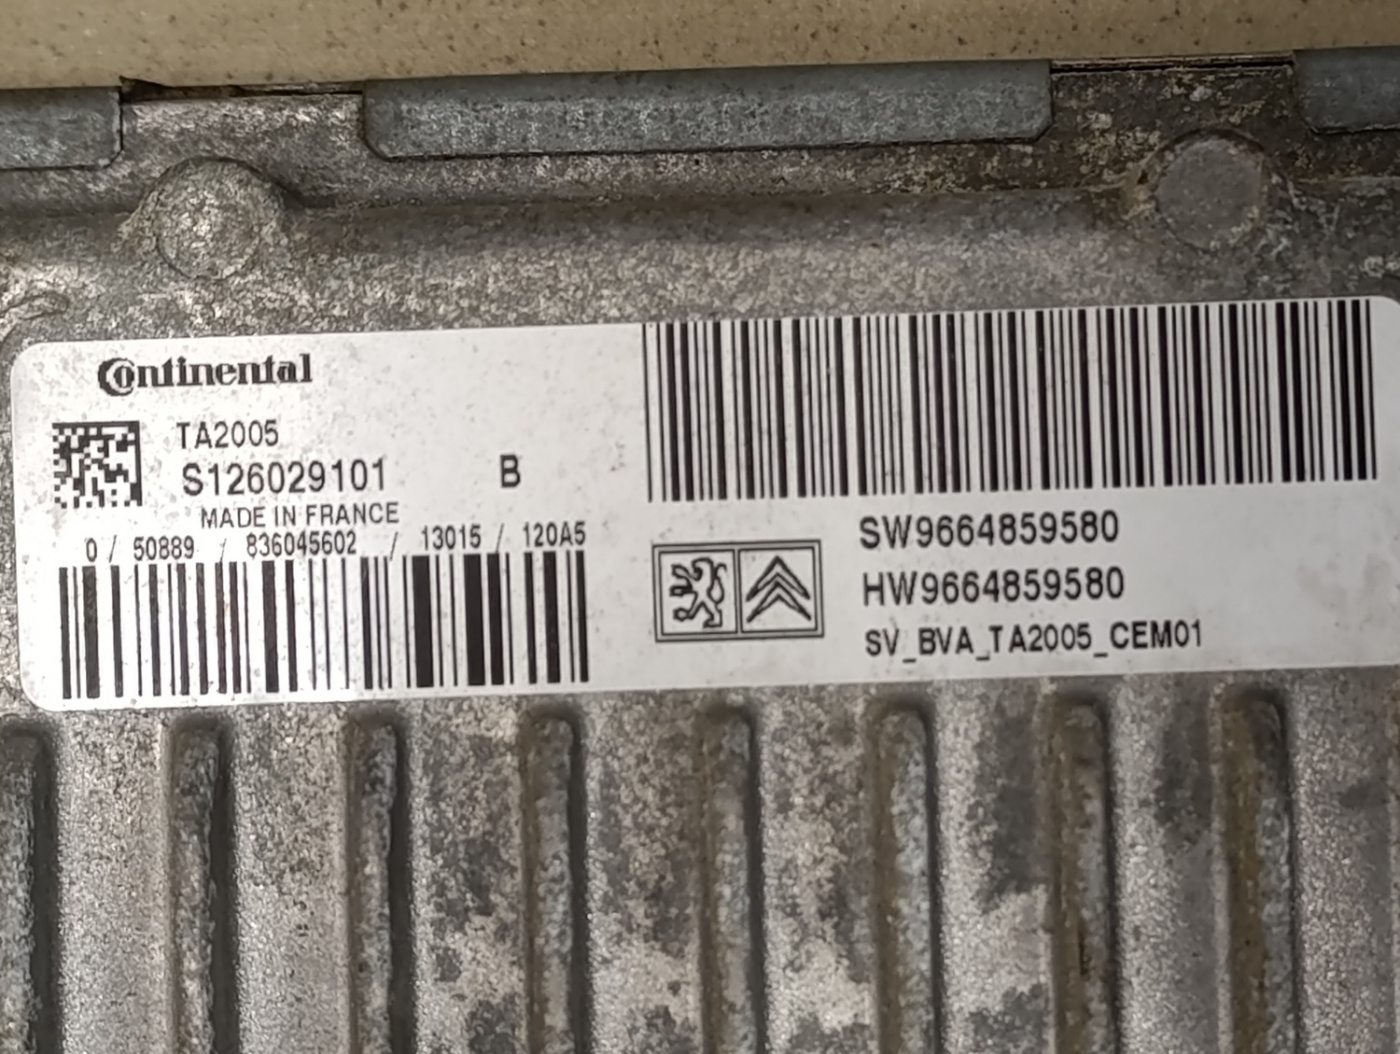 Continental
TA2005
S126029101 B
MADE IN FRANCE
0 / 50889 / 836045602 / 13015 / 120A5
SW9664859580
HW9664859580
SV_BVA_TA2005_CEM01